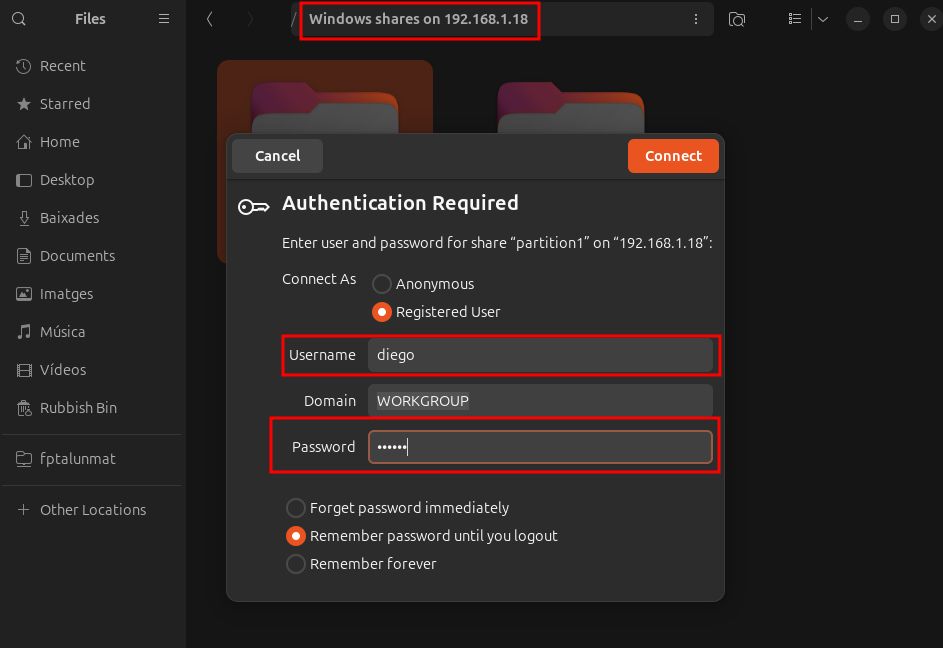 Files
/ Windows shares on 192.168.1.18
Recent
Starred
Home
Desktop
Baixades
Documents
Imatges
Música
Vídeos
Rubbish Bin
fptalunmat
Other Locations
Cancel
Connect
Authentication Required
Enter user and password for share “partition1” on “192.168.1.18”:
Connect As
Anonymous
Registered User
Username diego
Domain WORKGROUP
Password ••••••
Forget password immediately
Remember password until you logout
Remember forever